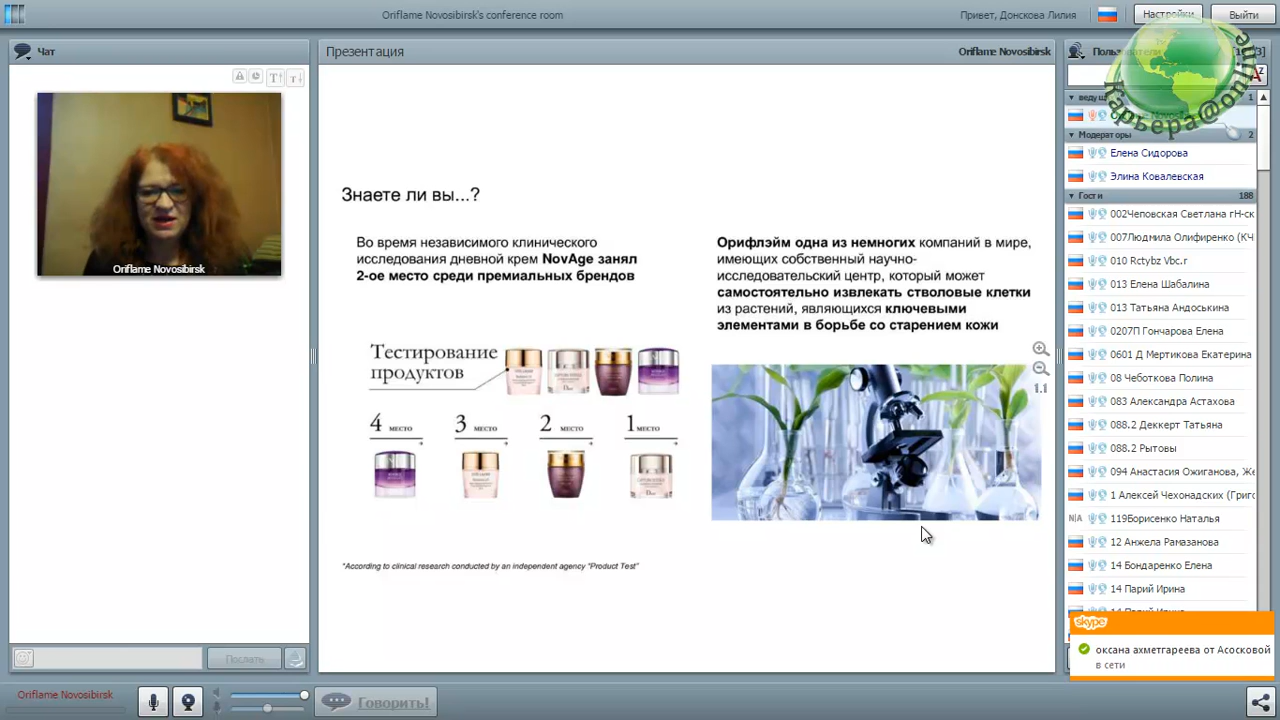 Oriflame Novosibirsk's conference room
Привет, Донскова Лилия
Настройки
Выйти
Чат
Oriflame Novosibirsk
Послать
Презентация
Oriflame Novosibirsk
Знаете ли вы...?
Во время независимого клинического
исследования дневной крем NovAge занял
2-ое место среди премиальных брендов
Тестирование
продуктов
4 место
3 место
2 место
1 место
*According to clinical research conducted by an independent agency "Product Test"
Орифлэйм одна из немногих компаний в мире,
имеющих собственный научно-
исследовательский центр, который может
самостоятельно извлекать стволовые клетки
из растений, являющихся ключевыми
элементами в борьбе со старением кожи
1:1
Карьера@online
Модераторы 2
Елена Сидорова
Элина Ковалевская
Гости 188
002Чеповская Светлана гН-ск
007Людмила Олифиренко (КЧ
010 Rctybz Vbc.r
013 Елена Шабалина
013 Татьяна Андоськина
0207П Гончарова Елена
0601 Д Мертикова Екатерина
08 Чеботкова Полина
083 Александра Астахова
088.2 Деккерт Татьяна
088.2 Рытовы
094 Анастасия Ожиганова, Же
1 Алексей Чехонадских (Григо
N/A 119Борисенко Наталья
12 Анжела Рамазанова
14 Бондаренко Елена
14 Парий Ирина
skype
оксана ахметгареева от Асосковой
в сети
Oriflame Novosibirsk
Говорить!